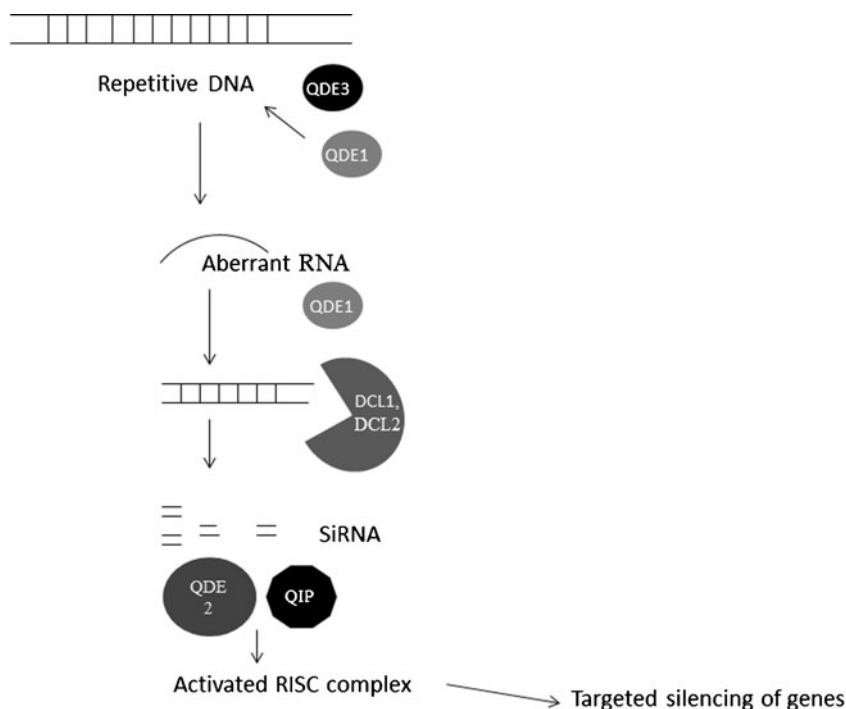 Repetitive DNA
QDE3
QDE1
Aberrant RNA
QDE1
DCL1,
DCL2
SiRNA
QDE
2
QIP
Activated RISC complex
Targeted silencing of genes